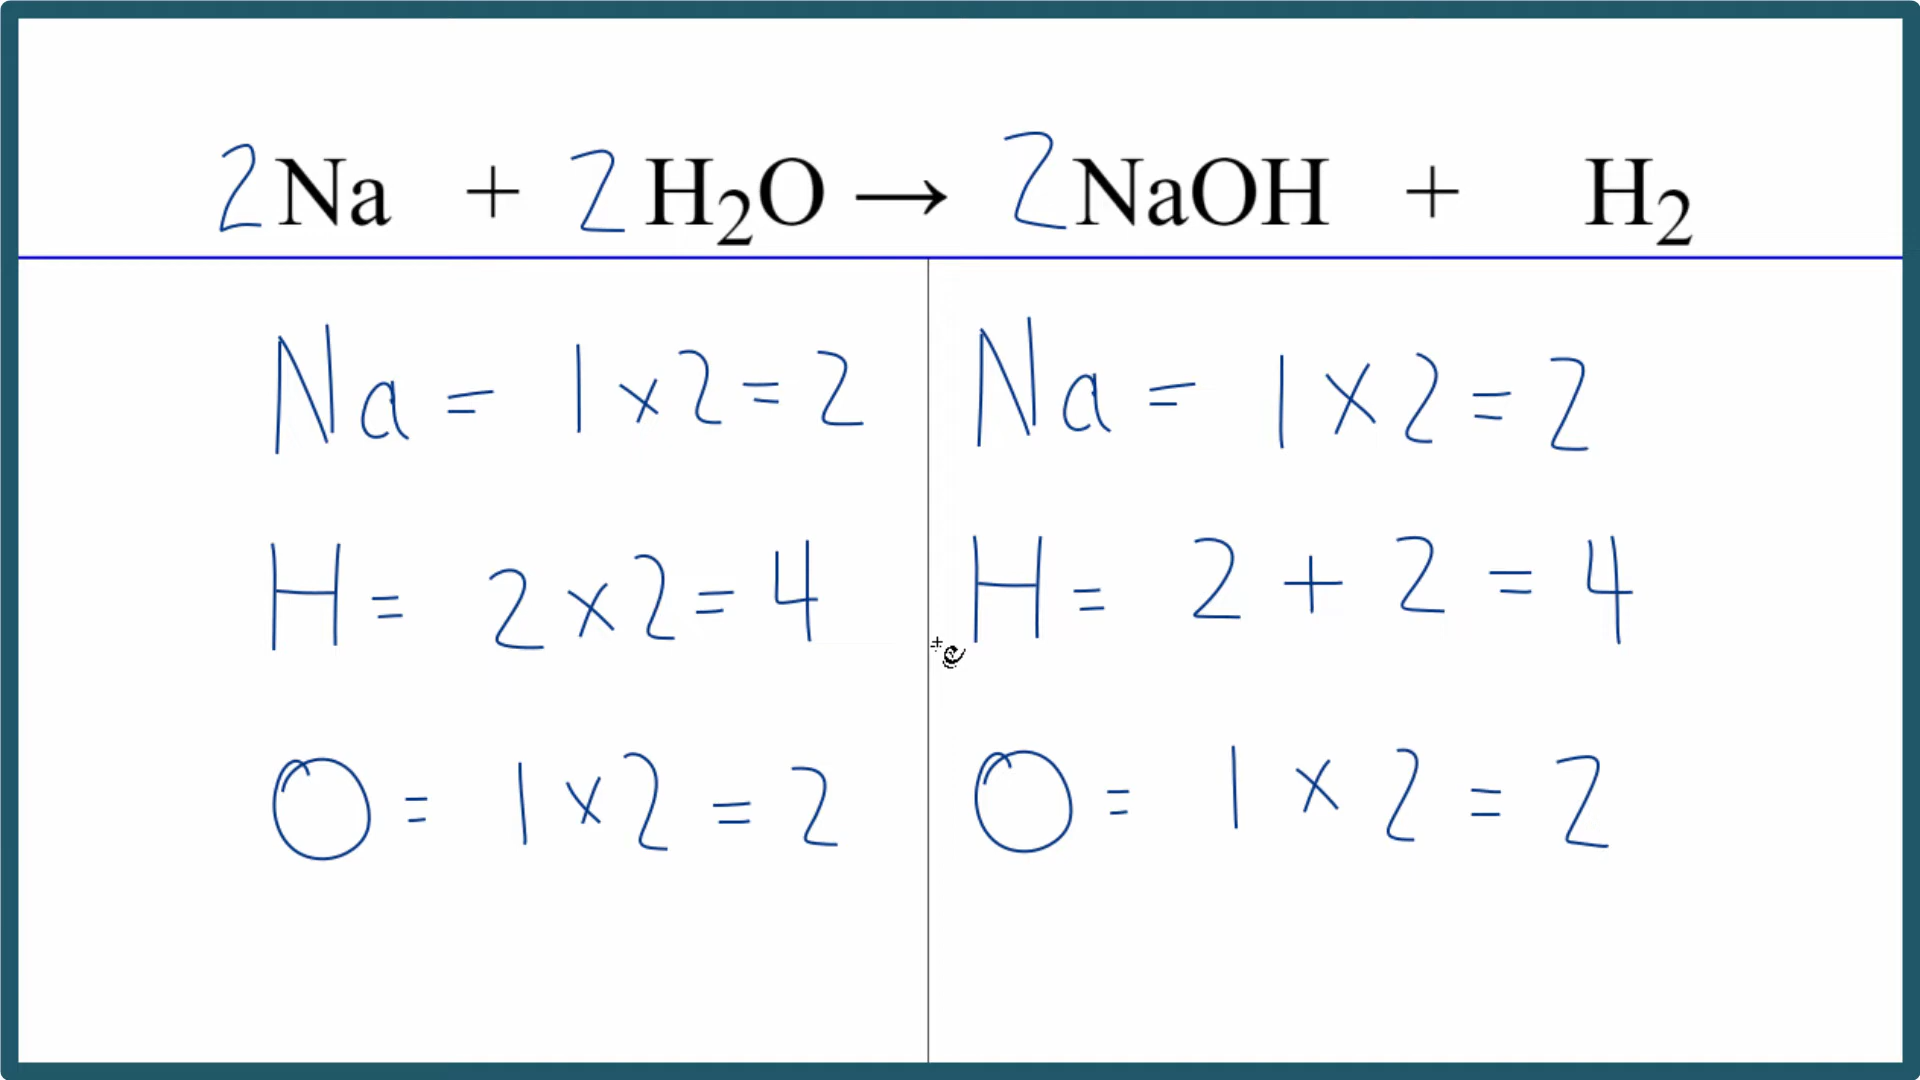 2Na + 2H₂O → 2NaOH + H₂
Na = 1 x 2 = 2 Na = 1 x 2 = 2
H = 2 x 2 = 4 H = 2 + 2 = 4
O = 1 x 2 = 2 O = 1 x 2 = 2